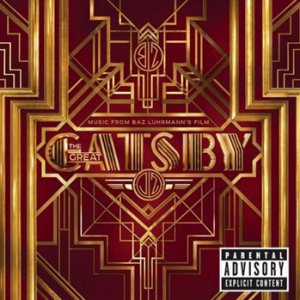 MUSIC FROM BAZ LUHRMANN'S FILM
THE
GREAT
GATSBY
PARENTAL
ADVISORY
EXPLICIT CONTENT